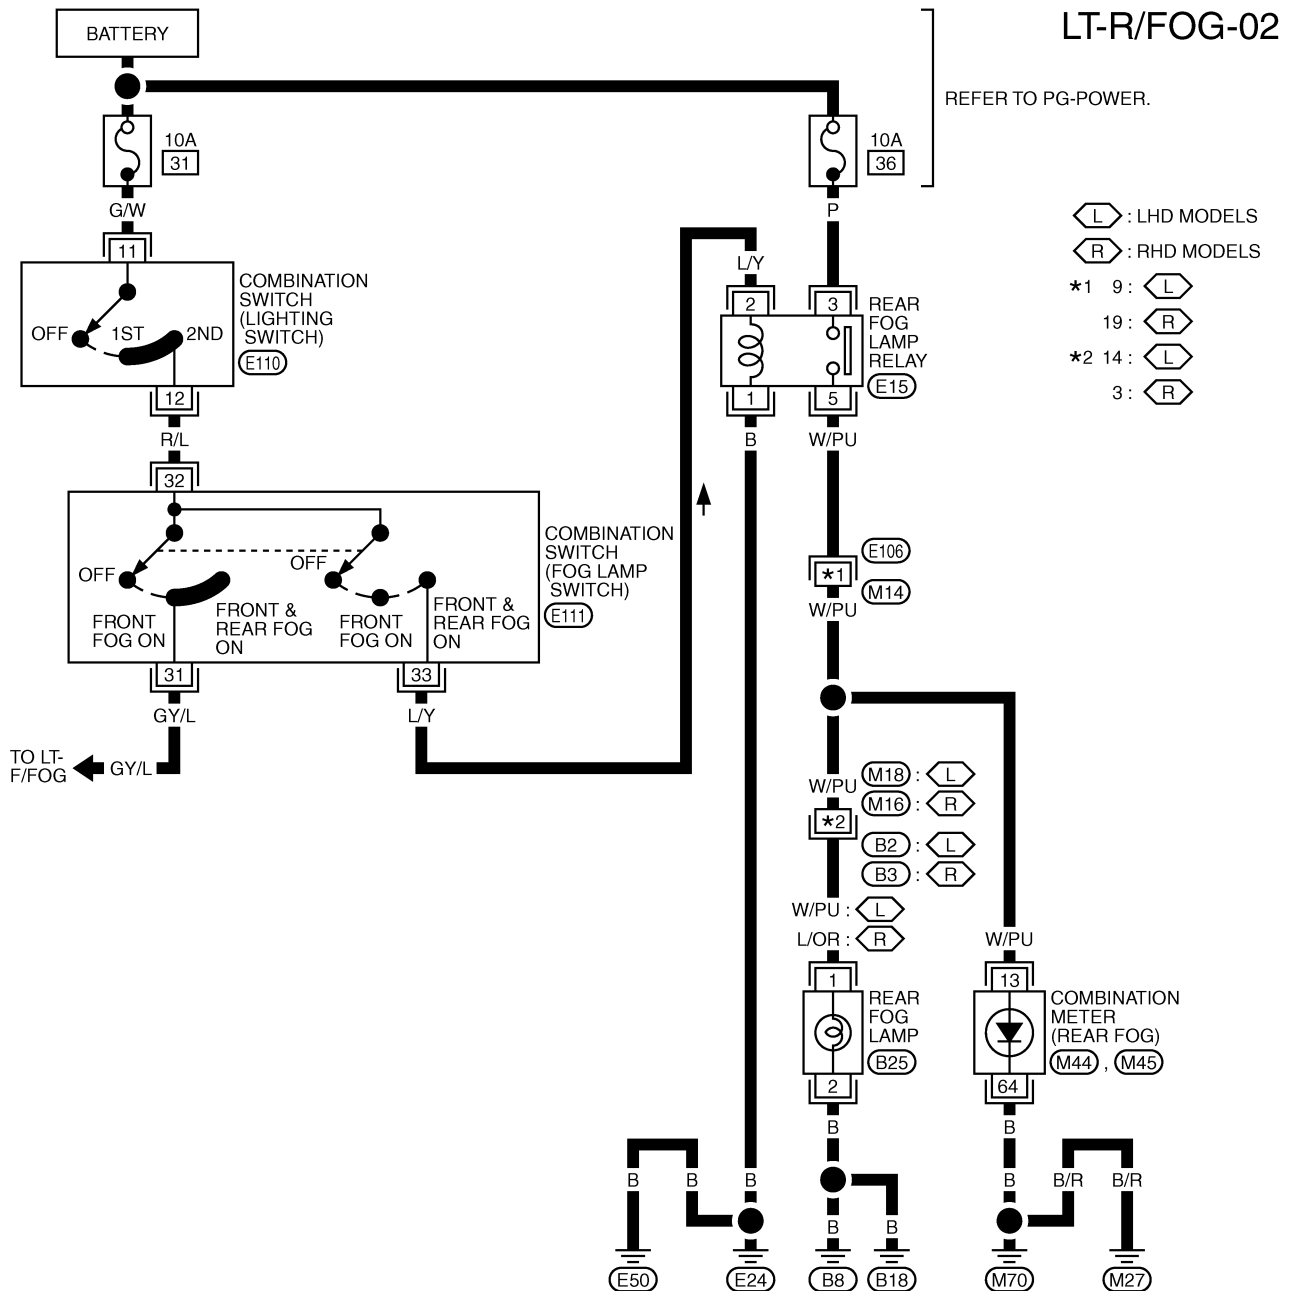 LT-R/FOG-02
BATTERY
REFER TO PG-POWER.
10A
31
10A
36
G/W
P
L : LHD MODELS
R : RHD MODELS
*1 9 : L
19 : R
*2 14 : L
3 : R
11
COMBINATION
SWITCH
(LIGHTING
SWITCH)
E110
OFF
1ST
2ND
12
R/L
L/Y
2
3
REAR
FOG
LAMP
RELAY
E15
1
5
B
W/PU
32
OFF
FRONT
FOG ON
FRONT &
REAR FOG
ON
OFF
FRONT
FOG ON
FRONT &
REAR FOG
ON
COMBINATION
SWITCH
(FOG LAMP
SWITCH)
E111
31
33
GY/L
L/Y
TO LT-
F/FOG
GY/L
E106
*1
M14
W/PU
W/PU
M18 : L
M16 : R
*2
B2 : L
B3 : R
W/PU : L
L/OR : R
W/PU
1
REAR
FOG
LAMP
B25
2
13
COMBINATION
METER
(REAR FOG)
M44 , M45
64
B
B
B
B
B
B
B/R
B/R
B
B
E50
E24
B8
B18
M70
M27